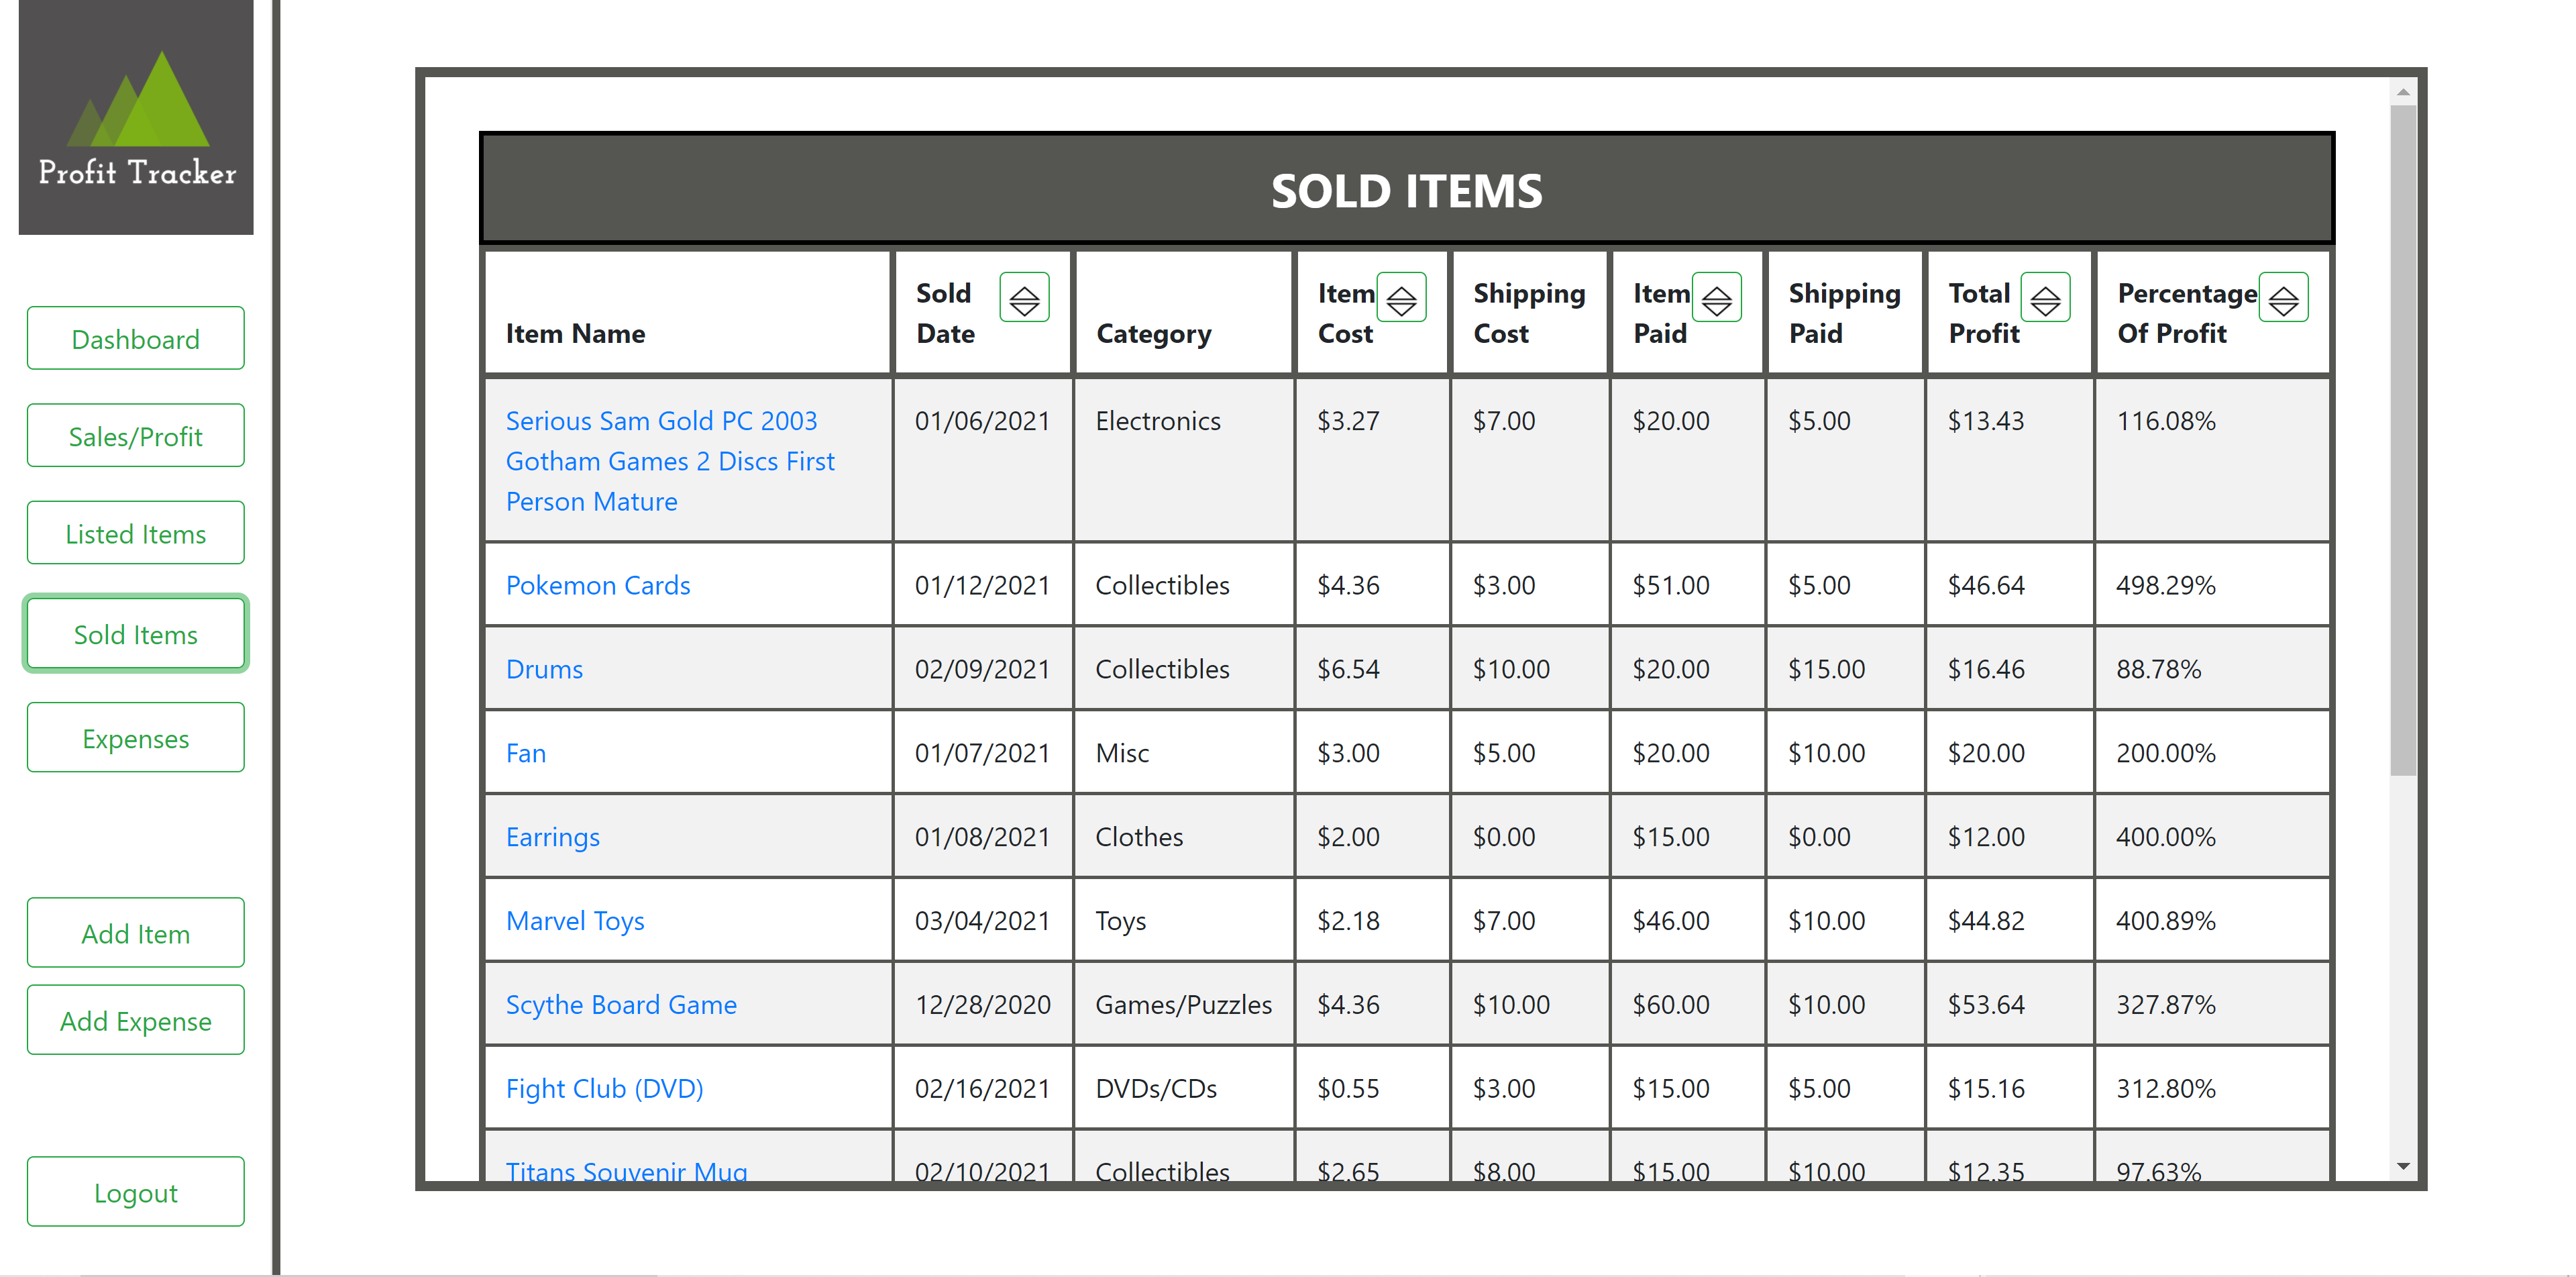 Profit Tracker
Dashboard
Sales/Profit
Listed Items
Sold Items
Expenses
Add Item
Add Expense
Logout
SOLD ITEMS
Item Name Sold Date Category Item Cost Shipping Cost Item Paid Shipping Paid Total Profit Percentage Of Profit
Serious Sam Gold PC 2003 01/06/2021 Electronics $3.27 $7.00 $20.00 $5.00 $13.43 116.08%
Gotham Games 2 Discs First
Person Mature
Pokemon Cards 01/12/2021 Collectibles $4.36 $3.00 $51.00 $5.00 $46.64 498.29%
Drums 02/09/2021 Collectibles $6.54 $10.00 $20.00 $15.00 $16.46 88.78%
Fan 01/07/2021 Misc $3.00 $5.00 $20.00 $10.00 $20.00 200.00%
Earrings 01/08/2021 Clothes $2.00 $0.00 $15.00 $0.00 $12.00 400.00%
Marvel Toys 03/04/2021 Toys $2.18 $7.00 $46.00 $10.00 $44.82 400.89%
Scythe Board Game 12/28/2020 Games/Puzzles $4.36 $10.00 $60.00 $10.00 $53.64 327.87%
Fight Club (DVD) 02/16/2021 DVDs/CDs $0.55 $3.00 $15.00 $5.00 $15.16 312.80%
Titans Souvenir Mug 02/10/2021 Collectibles $2.65 $8.00 $15.00 $10.00 $12.35 97.63%